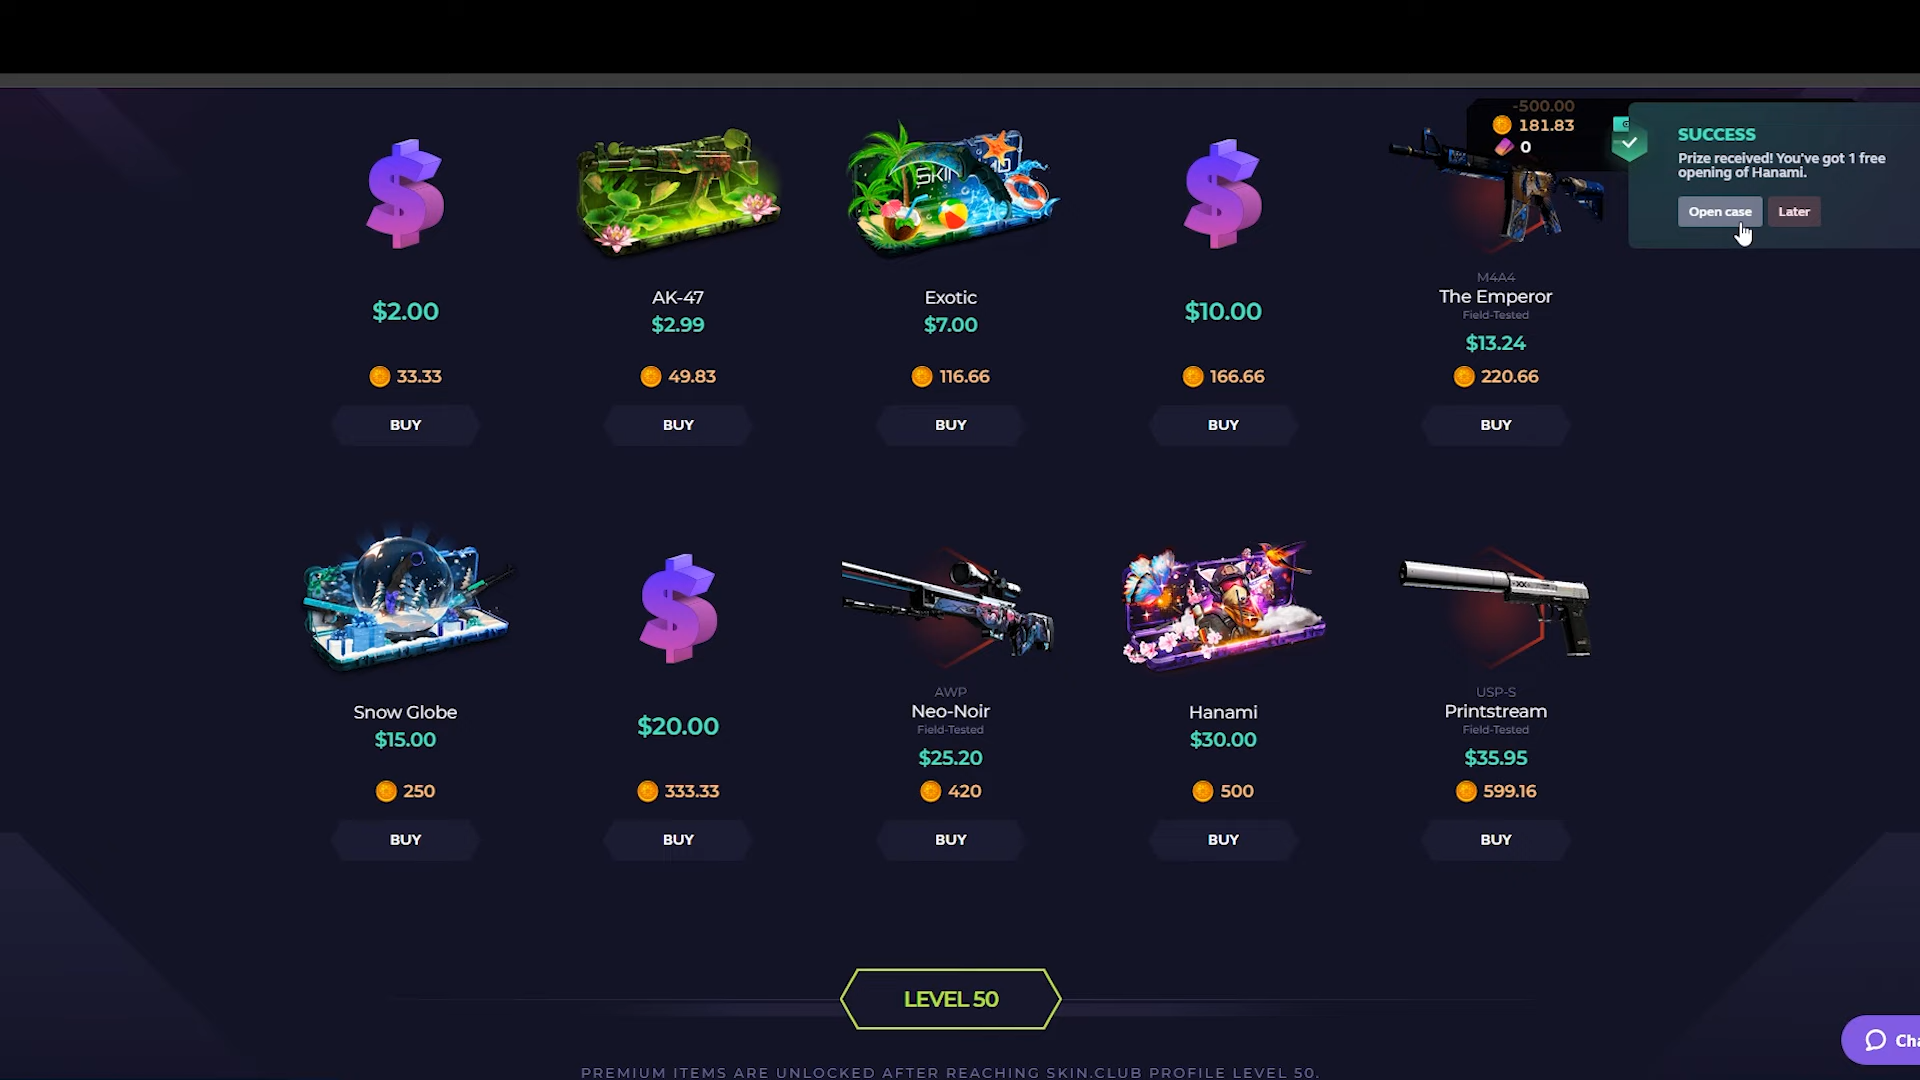 -500.00
181.83
0
SUCCESS
Prize received! You've got 1 free
opening of Hanami.
Open case
Later
SKIN
$2.00
33.33
BUY
AK-47
$2.99
49.83
BUY
Exotic
$7.00
116.66
BUY
$10.00
166.66
BUY
M4A4
The Emperor
Field-Tested
$13.24
220.66
BUY
Snow Globe
$15.00
250
BUY
$20.00
333.33
BUY
AWP
Neo-Noir
Field-Tested
$25.20
420
BUY
Hanami
$30.00
500
BUY
USP-S
Printstream
Field-Tested
$35.95
599.16
BUY
LEVEL 50
PREMIUM ITEMS ARE UNLOCKED AFTER REACHING SKIN.CLUB PROFILE LEVEL 50.